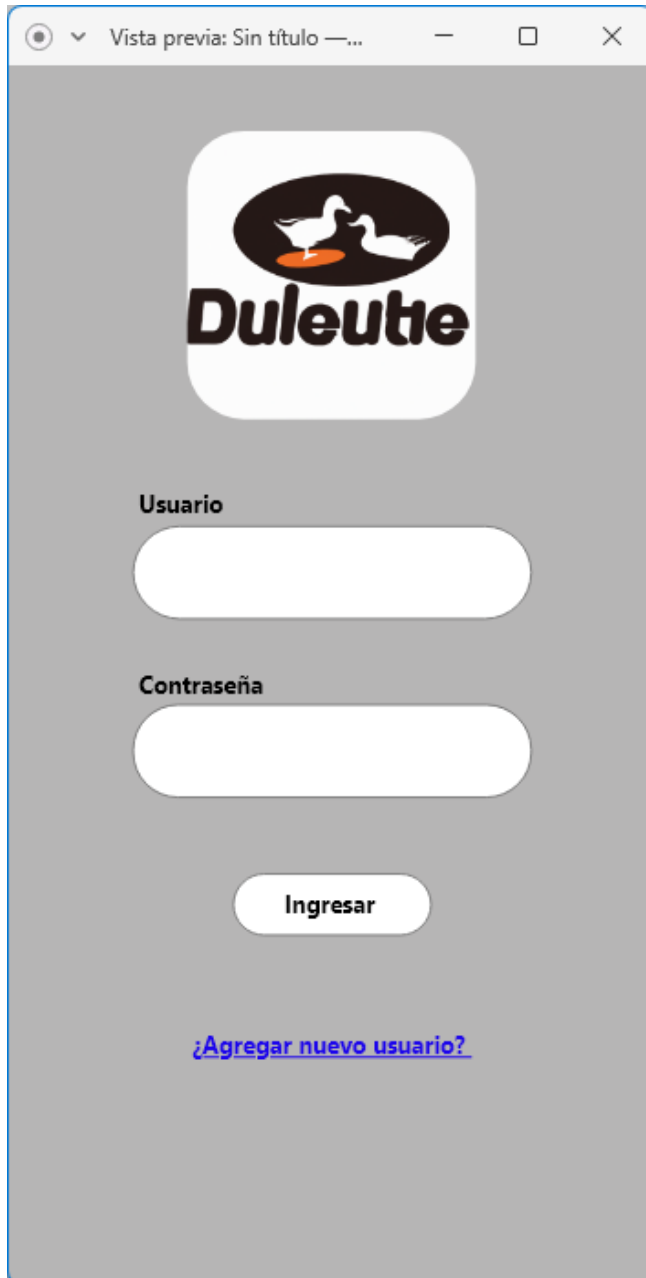 Vista previa: Sin título —...
Duleutie
Usuario
Contraseña
Ingresar
¿Agregar nuevo usuario?